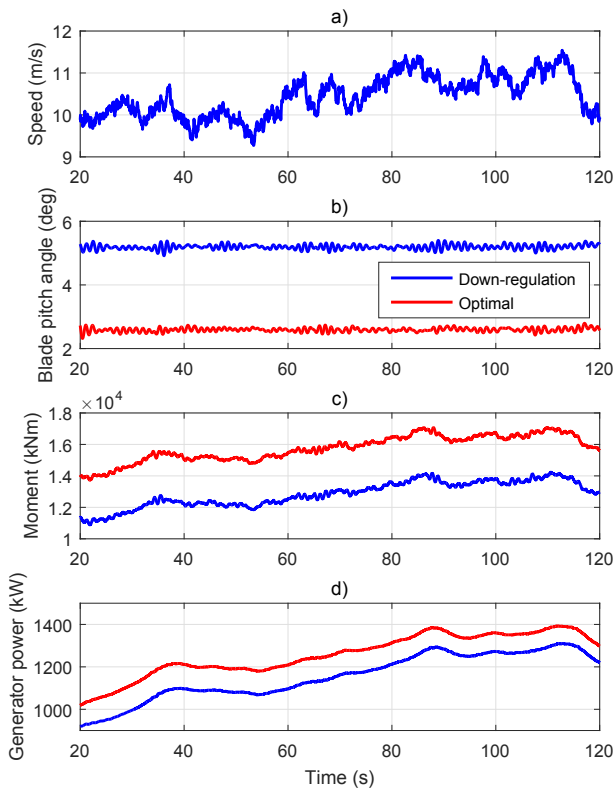 a)
12
11
10
9
Speed (m/s)
20 40 60 80 100 120
b)
6
4
2
Blade pitch angle (deg)
Down-regulation
Optimal
20 40 60 80 100 120
c)
×10⁴
1.8
1.6
1.4
1.2
1
Moment (kNm)
20 40 60 80 100 120
d)
1400
1200
1000
Generator power (kW)
20 40 60 80 100 120
Time (s)